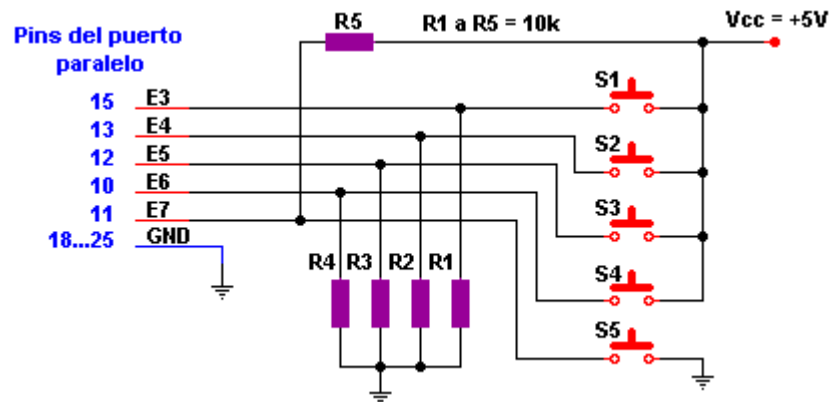 Pins del puerto
paralelo
R5
R1 a R5 = 10k
Vcc = +5V
15 E3
13 E4
12 E5
10 E6
11 E7
18...25 GND
S1
S2
S3
S4
S5
R4 R3 R2 R1